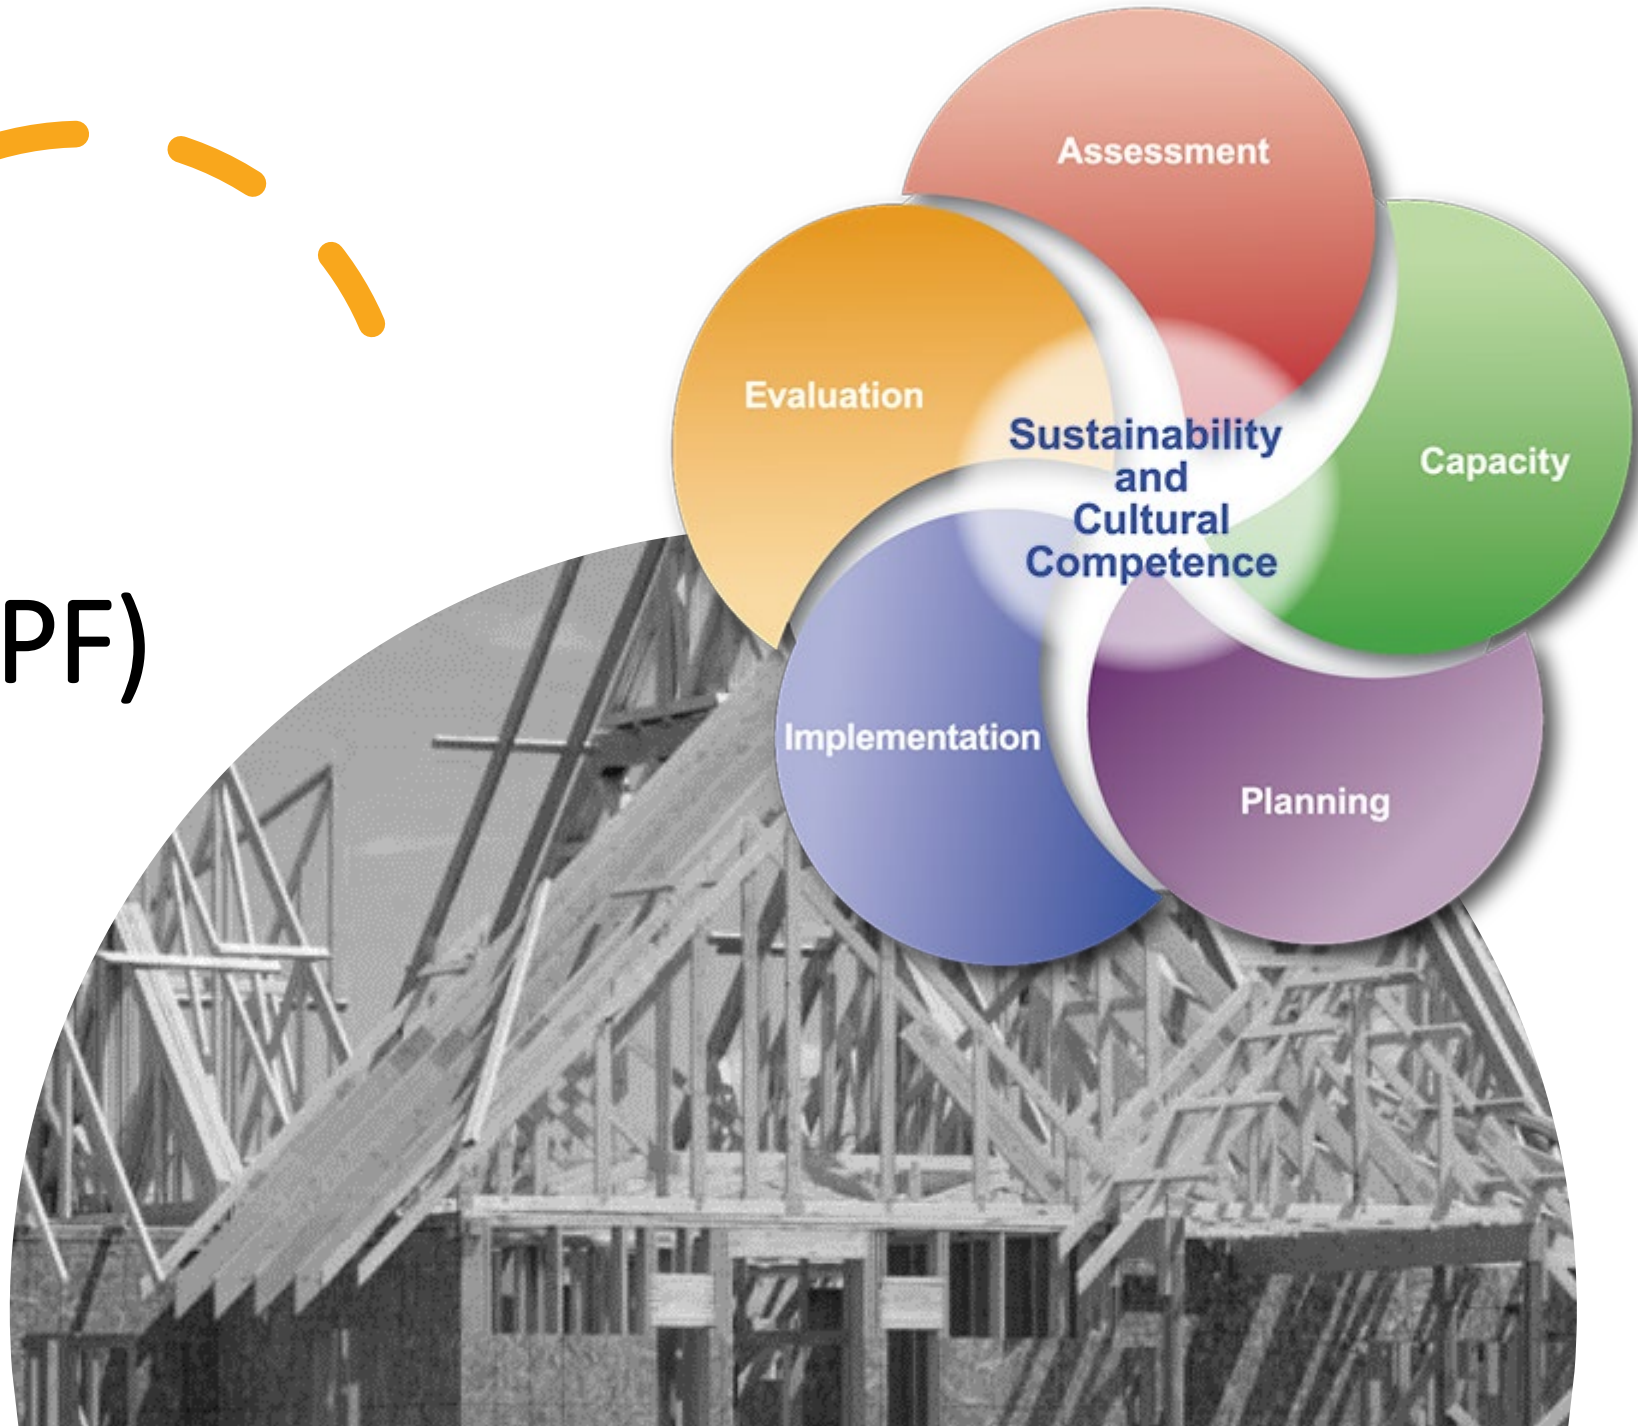 Assessment
Evaluation
Capacity
Sustainability
and
Cultural
Competence
PF)
Implementation
Planning